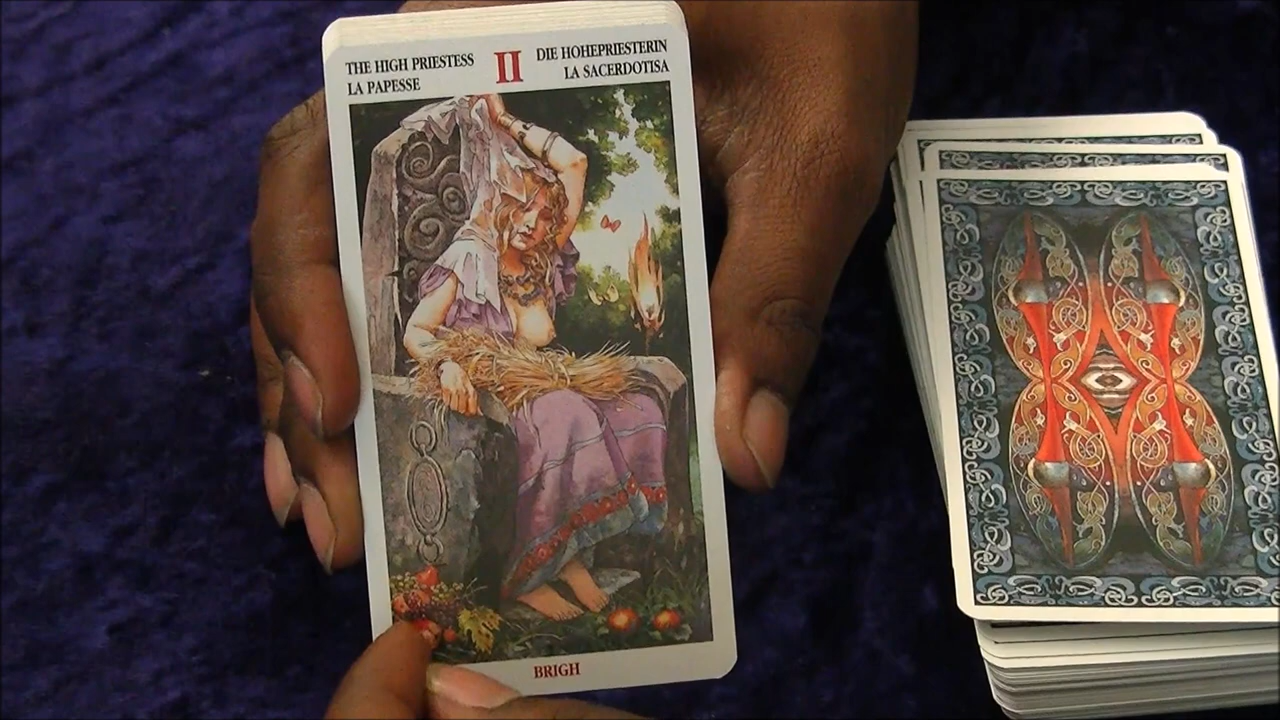 THE HIGH PRIESTESS
LA PAPESSE
II
DIE HOHEPRIESTERIN
LA SACERDOTISA
BRIGH